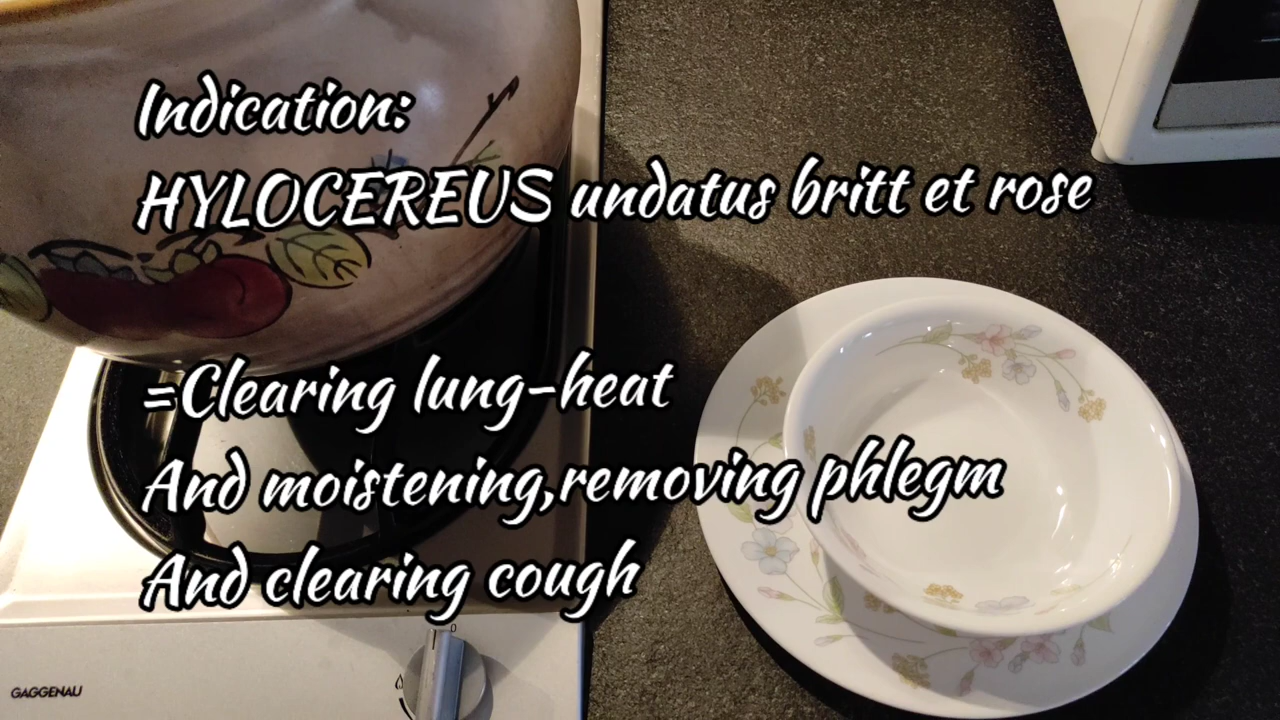 Indication:
HYLOCEREUS undatus britt et rose
=Clearing lung-heat
And moistening,removing phlegm
And clearing cough
GAGGENAU